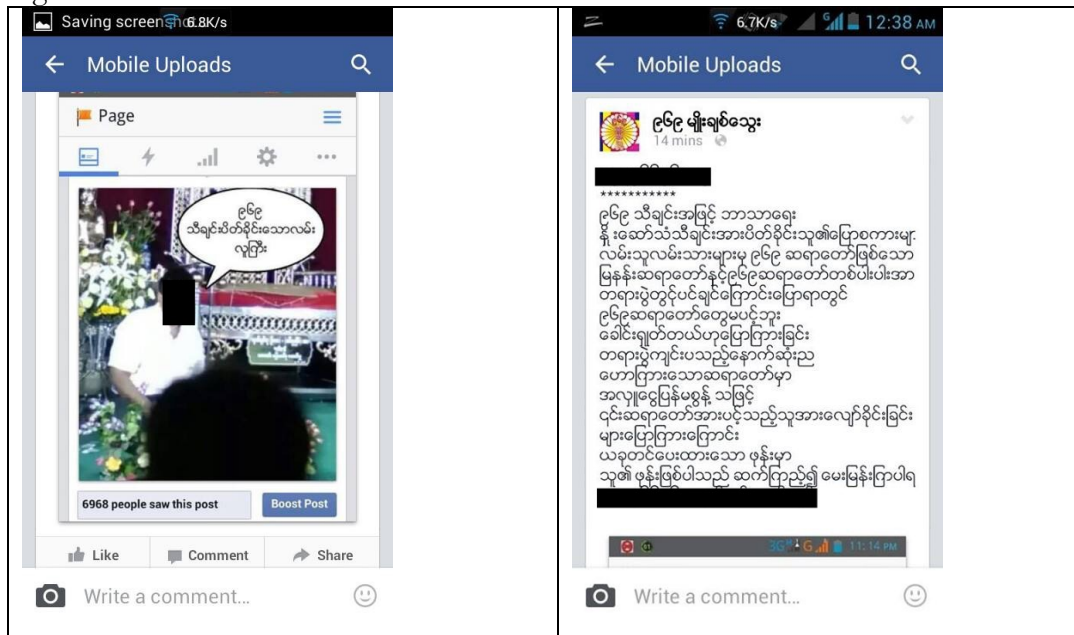 Saving screensho
6.8K/s
Mobile Uploads
Page
၉၆၉
သီချင်းပိတ်ခိုင်းသောလမ်း
လူကြီး
6968 people saw this post
Boost Post
Like
Comment
Share
Write a comment...
6.7K/s
12:38 AM
Mobile Uploads
၉၆၉ မျိုးချစ်သွေး
14 mins
***********
၉၆၉ သီချင်းအဖြင့် ဘာသာရေး
နှိုးဆော်သံသီချင်းအားပိတ်ခိုင်းသူ၏ပြောစကားမျာ
လမ်းသူလမ်းသားများမှ ၉၆၉ ဆရာတော်ဖြစ်သော
မြနန်းဆရာတော်နှင့်၉၆၉ဆရာတော်တစ်ပါးပါးအာ
တရားပွဲတွင်ပင့်ချင်ကြောင်းပြောရာတွင်
၉၆၉ဆရာတော်တွေမပင့်ဘူး
ခေါင်းရှုတ်တယ်ဟုပြောကြားခြင်း
တရားပွဲကျင်းပသည့်နောက်ဆုံးည
ဟောကြားသောဆရာတော်မှာ
အလှူငွေပြန်မစွန့် သဖြင့်
၎င်းဆရာတော်အားပင့်သည့်သူအားလျော်ခိုင်းခြင်း
များပြောကြားကြောင်း
ယခုတင်ပေးထားသော ဖုန်းမှာ
သူ၏ ဖုန်းဖြစ်ပါသည် ဆက်ကြည့်၍ မေးမြန်းကြပါရ
3G
G
11:14 PM
Write a comment...